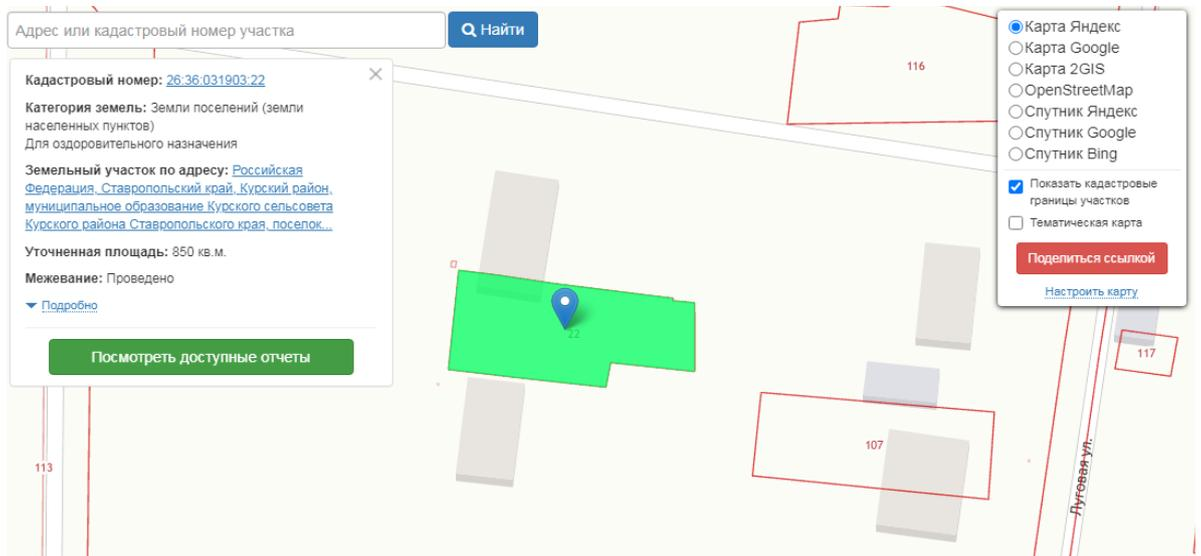 Адрес или кадастровый номер участка
Найти
Кадастровый номер: 26:36:031903:22
Категория земель: Земли поселений (земли
населенных пунктов)
Для оздоровительного назначения
Земельный участок по адресу: Российская
Федерация, Ставропольский край, Курский район,
муниципальное образование Курского сельсовета
Курского района Ставропольского края, поселок...
Уточненная площадь: 850 кв.м.
Межевание: Проведено
Подробно
Посмотреть доступные отчеты
Карта Яндекс
Карта Google
Карта 2GIS
OpenStreetMap
Спутник Яндекс
Спутник Google
Спутник Bing
Показать кадастровые
границы участков
Тематическая карта
Поделиться ссылкой
Настроить карту
116
22
117
107
113
Луговая ул.